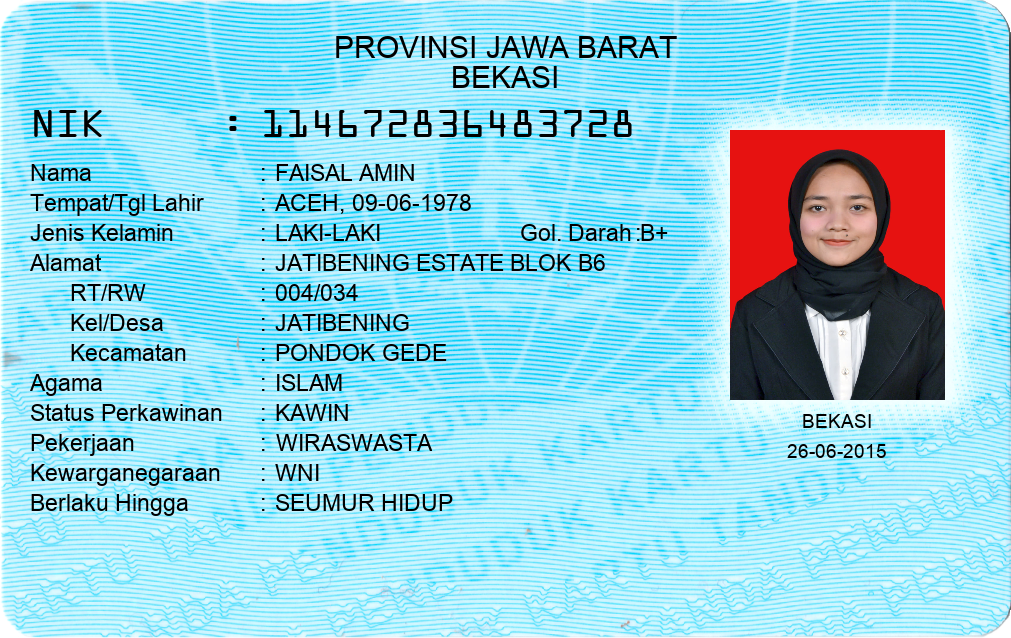 PROVINSI JAWA BARAT
BEKASI
NIK : 114672836483728
Nama : FAISAL AMIN
Tempat/Tgl Lahir : ACEH, 09-06-1978
Jenis Kelamin : LAKI-LAKI Gol. Darah :B+
Alamat : JATIBENING ESTATE BLOK B6
RT/RW : 004/034
Kel/Desa : JATIBENING
Kecamatan : PONDOK GEDE
Agama : ISLAM
Status Perkawinan : KAWIN
Pekerjaan : WIRASWASTA
Kewarganegaraan : WNI
Berlaku Hingga : SEUMUR HIDUP
BEKASI
26-06-2015